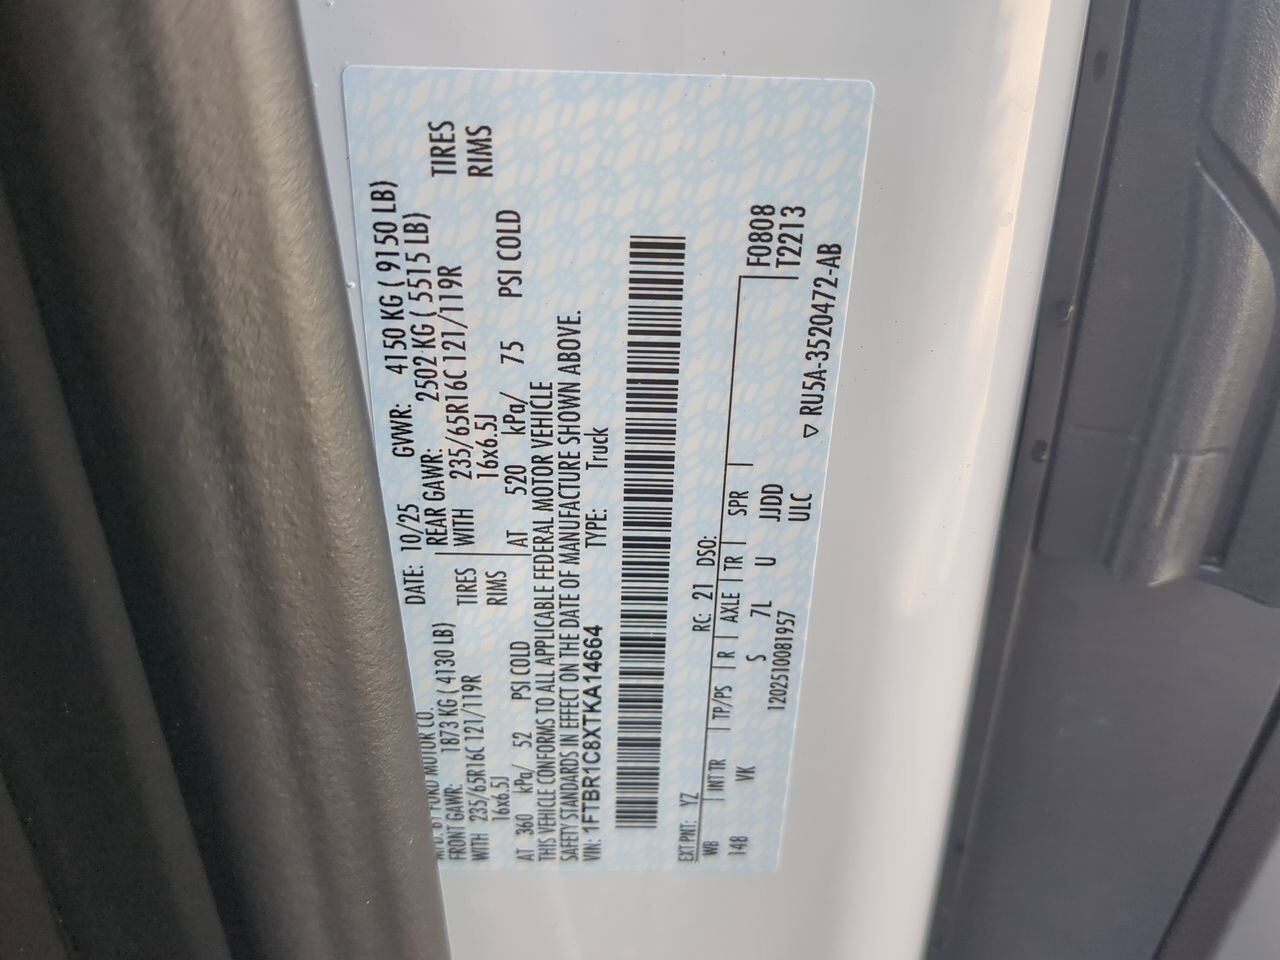 MFD. BY FORD MOTOR CO.
DATE: 10/25 GVWR: 4150 KG ( 9150 LB)
FRONT GAWR: 1873 KG ( 4130 LB) REAR GAWR: 2502 KG ( 5515 LB)
WITH 235/65R16C 121/119R TIRES WITH 235/65R16C 121/119R TIRES
16x6.5J RIMS 16x6.5J RIMS
AT 360 kPa/ 52 PSI COLD AT 520 kPa/ 75 PSI COLD
THIS VEHICLE CONFORMS TO ALL APPLICABLE FEDERAL MOTOR VEHICLE
SAFETY STANDARDS IN EFFECT ON THE DATE OF MANUFACTURE SHOWN ABOVE.
VIN: 1FTBR1C8XTKA14664 TYPE: Truck
EXT PNT: YZ RC: 21 DSO:
WB INT TR TP/PS R AXLE TR SPR F0808
148 VK S 7L U JJDD T2213
1202510081957 ULC ▽ RU5A-3520472-AB